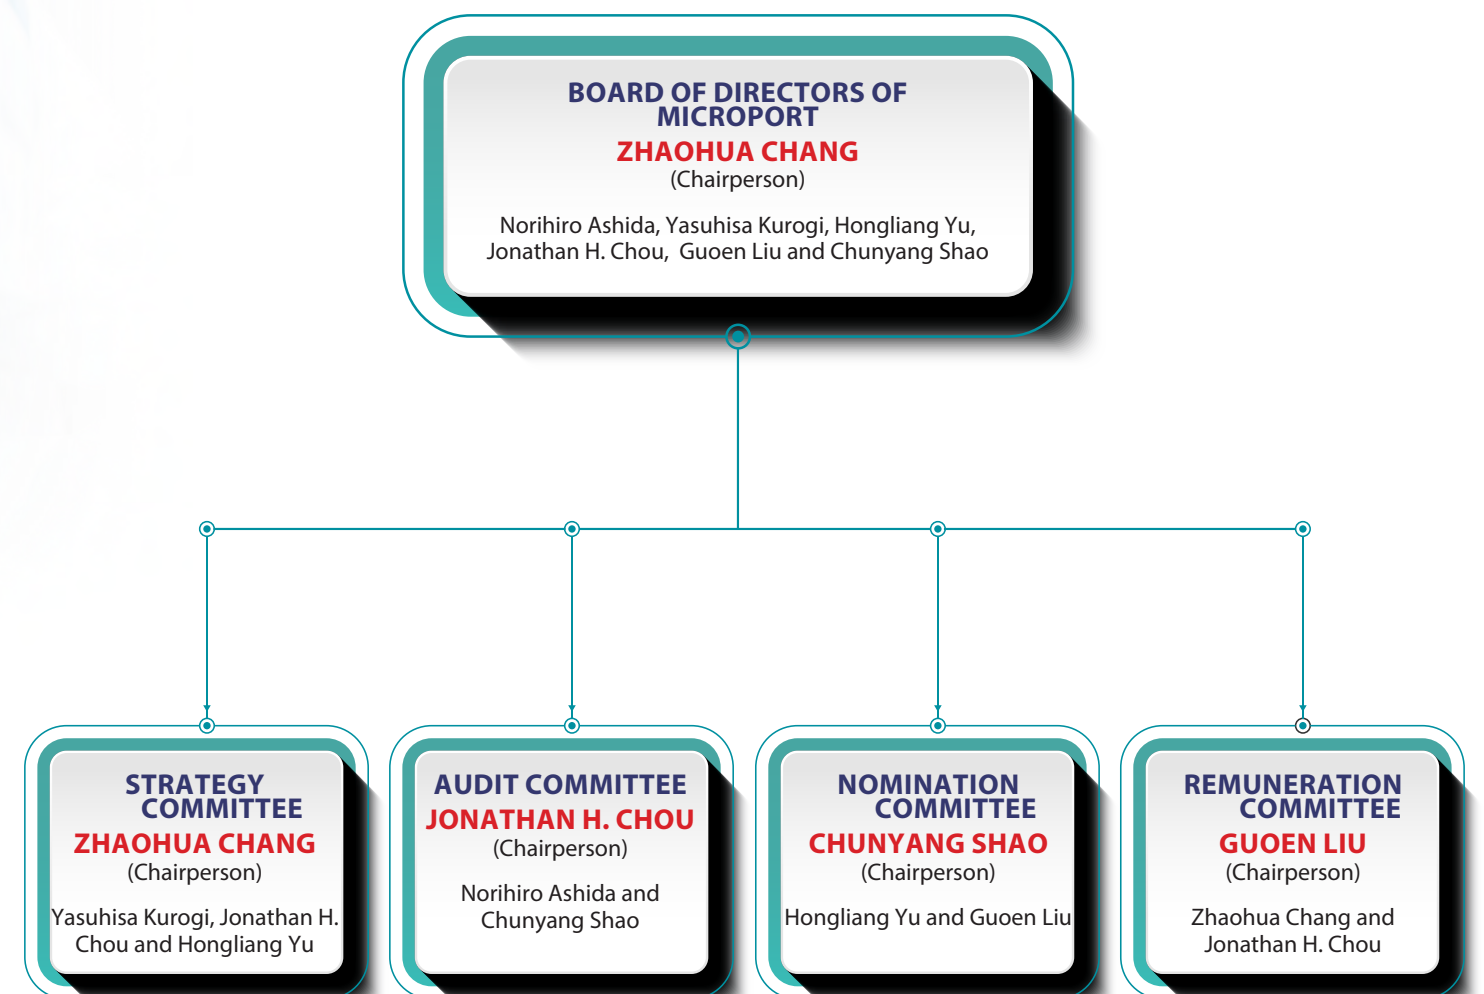 BOARD OF DIRECTORS OF
MICROPORT
ZHAOHUA CHANG
(Chairperson)
Norihiro Ashida, Yasuhisa Kurogi, Hongliang Yu,
Jonathan H. Chou, Guoen Liu and Chunyang Shao
STRATEGY
COMMITTEE
ZHAOHUA CHANG
(Chairperson)
Yasuhisa Kurogi, Jonathan H.
Chou and Hongliang Yu
AUDIT COMMITTEE
JONATHAN H. CHOU
(Chairperson)
Norihiro Ashida and
Chunyang Shao
NOMINATION
COMMITTEE
CHUNYANG SHAO
(Chairperson)
Hongliang Yu and Guoen Liu
REMUNERATION
COMMITTEE
GUOEN LIU
(Chairperson)
Zhaohua Chang and
Jonathan H. Chou